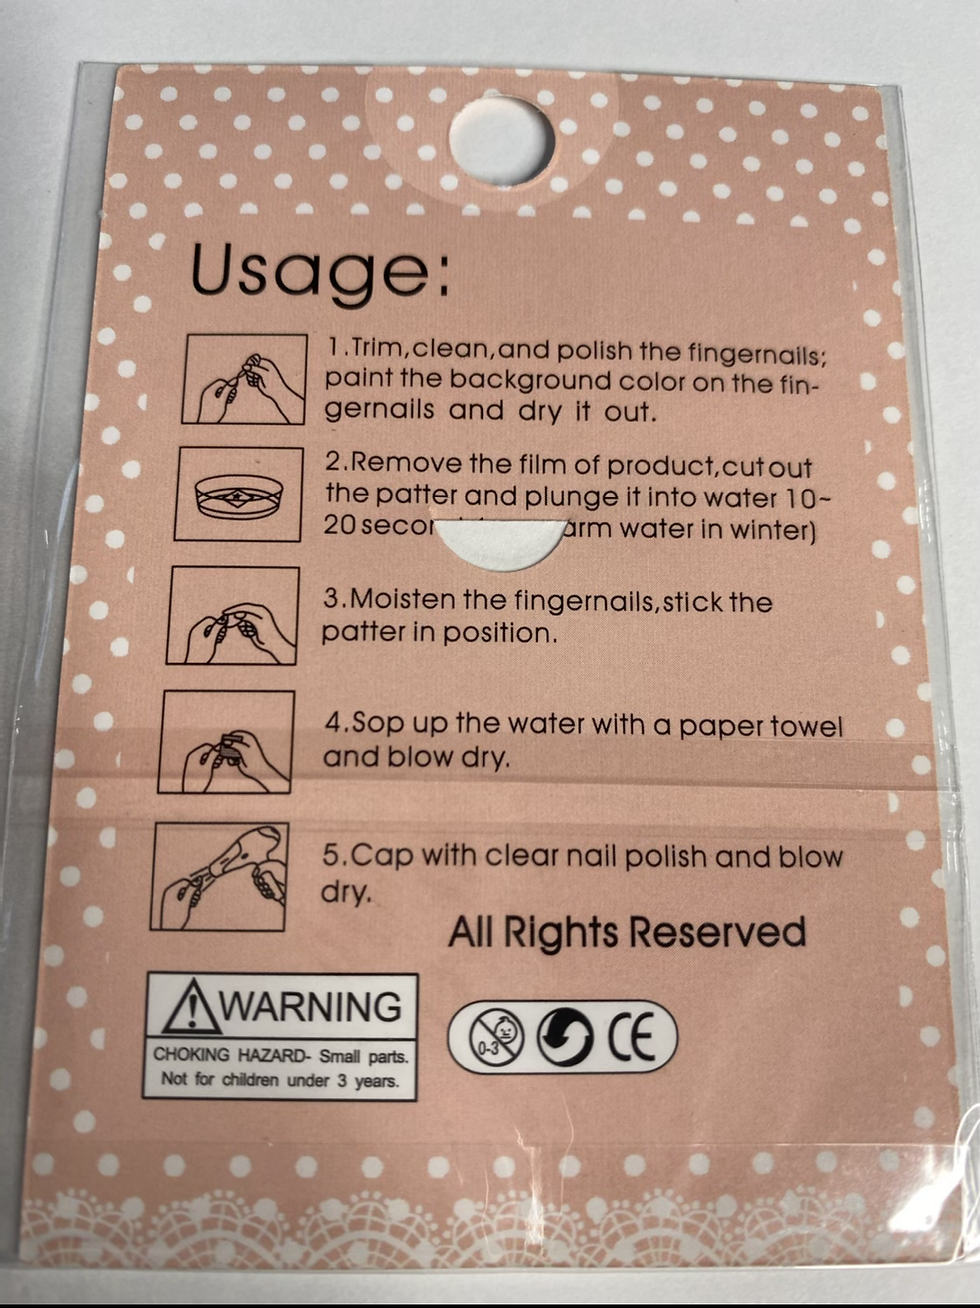 Usage:
1.Trim,clean,and polish the fingernails;
paint the background color on the fin-
gernails and dry it out.
2.Remove the film of product,cut out
the patter and plunge it into water 10~
20 water in winter)
3.Moisten the fingernails,stick the
patter in position.
4.Sop up the water with a paper towel
and blow dry.
5.Cap with clear nail polish and blow
dry.
All Rights Reserved
WARNING
CHOKING HAZARD- Small parts.
Not for children under 3 years.
0-3
CE